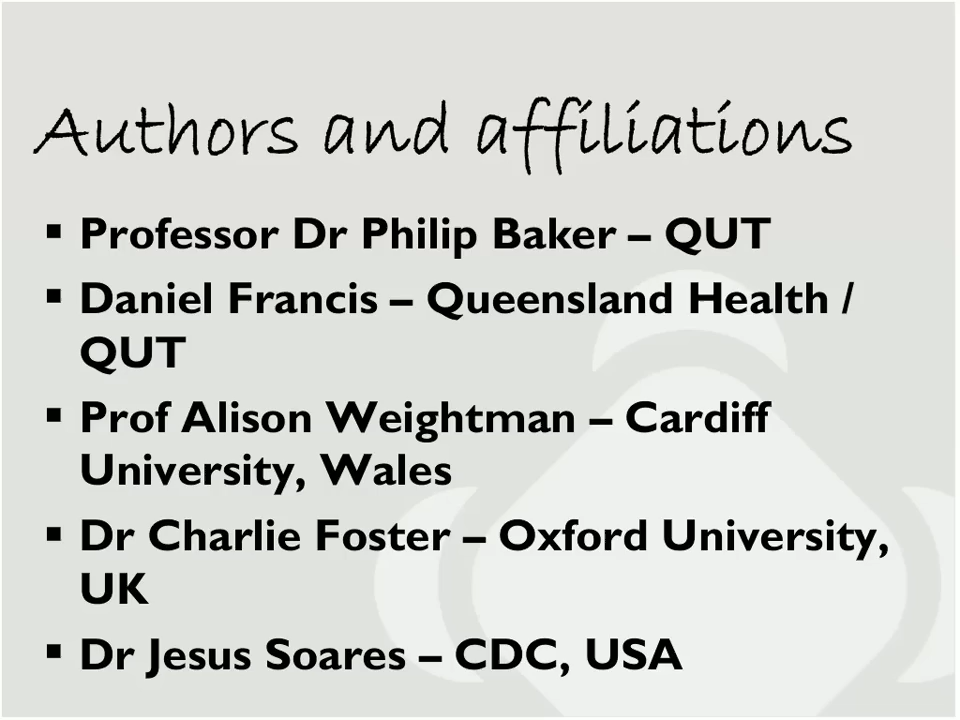 Authors and affiliations
▪ Professor Dr Philip Baker – QUT
▪ Daniel Francis – Queensland Health /
QUT
▪ Prof Alison Weightman – Cardiff
University, Wales
▪ Dr Charlie Foster – Oxford University,
UK
▪ Dr Jesus Soares – CDC, USA